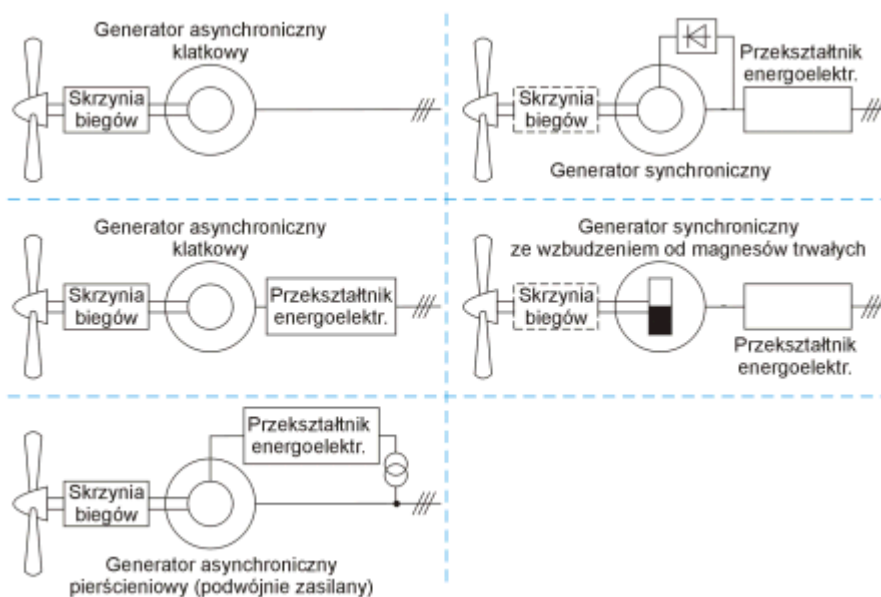 Generator asynchroniczny
klatkowy
Skrzynia
biegów
Przekształtnik
energoelektr.
Skrzynia
biegów
Generator synchroniczny
Generator asynchroniczny
klatkowy
Skrzynia
biegów
Przekształtnik
energoelektr.
Generator synchroniczny
ze wzbudzeniem od magnesów trwałych
Skrzynia
biegów
Przekształtnik
energoelektr.
Przekształtnik
energoelektr.
Skrzynia
biegów
Generator asynchroniczny
pierścieniowy (podwójnie zasilany)